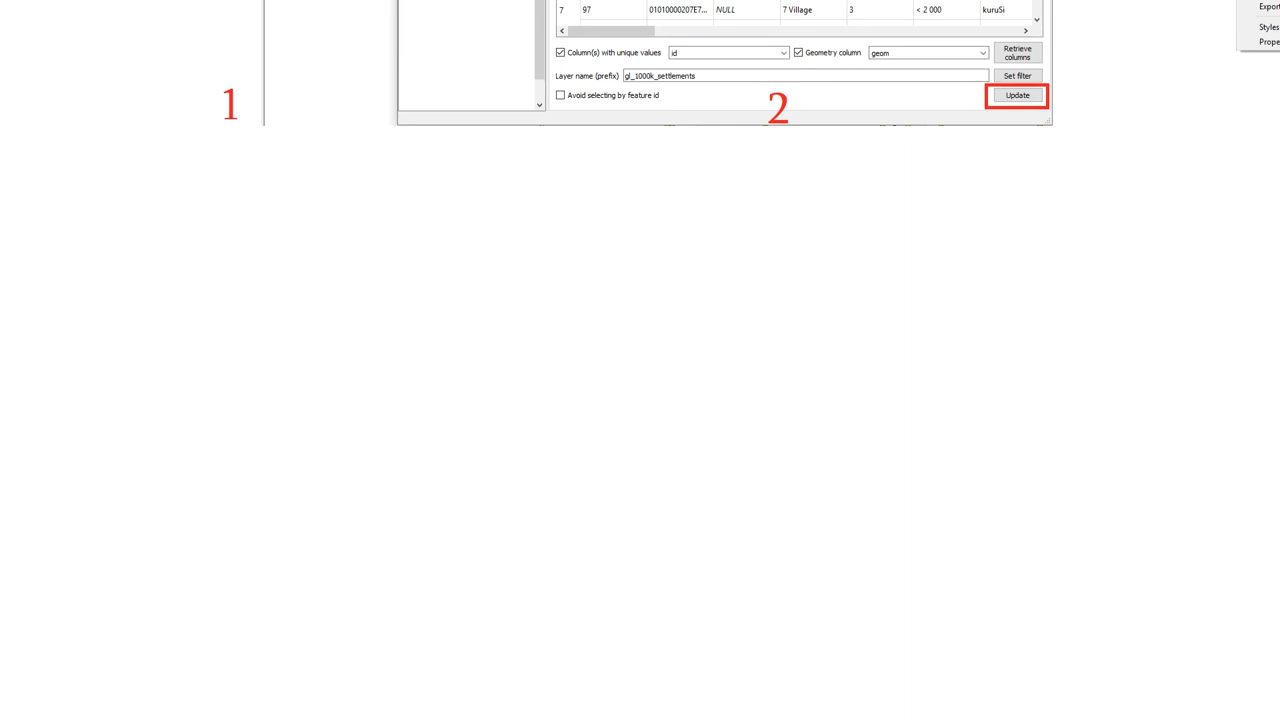 7 97 01010000207E7... NULL 7 Village 3 < 2 000 kuruSi
Export
Styles
Column(s) with unique values id Geometry column geom Retrieve columns
Layer name (prefix) gl_1000k_settlements Set filter
Avoid selecting by feature id Update
1
2